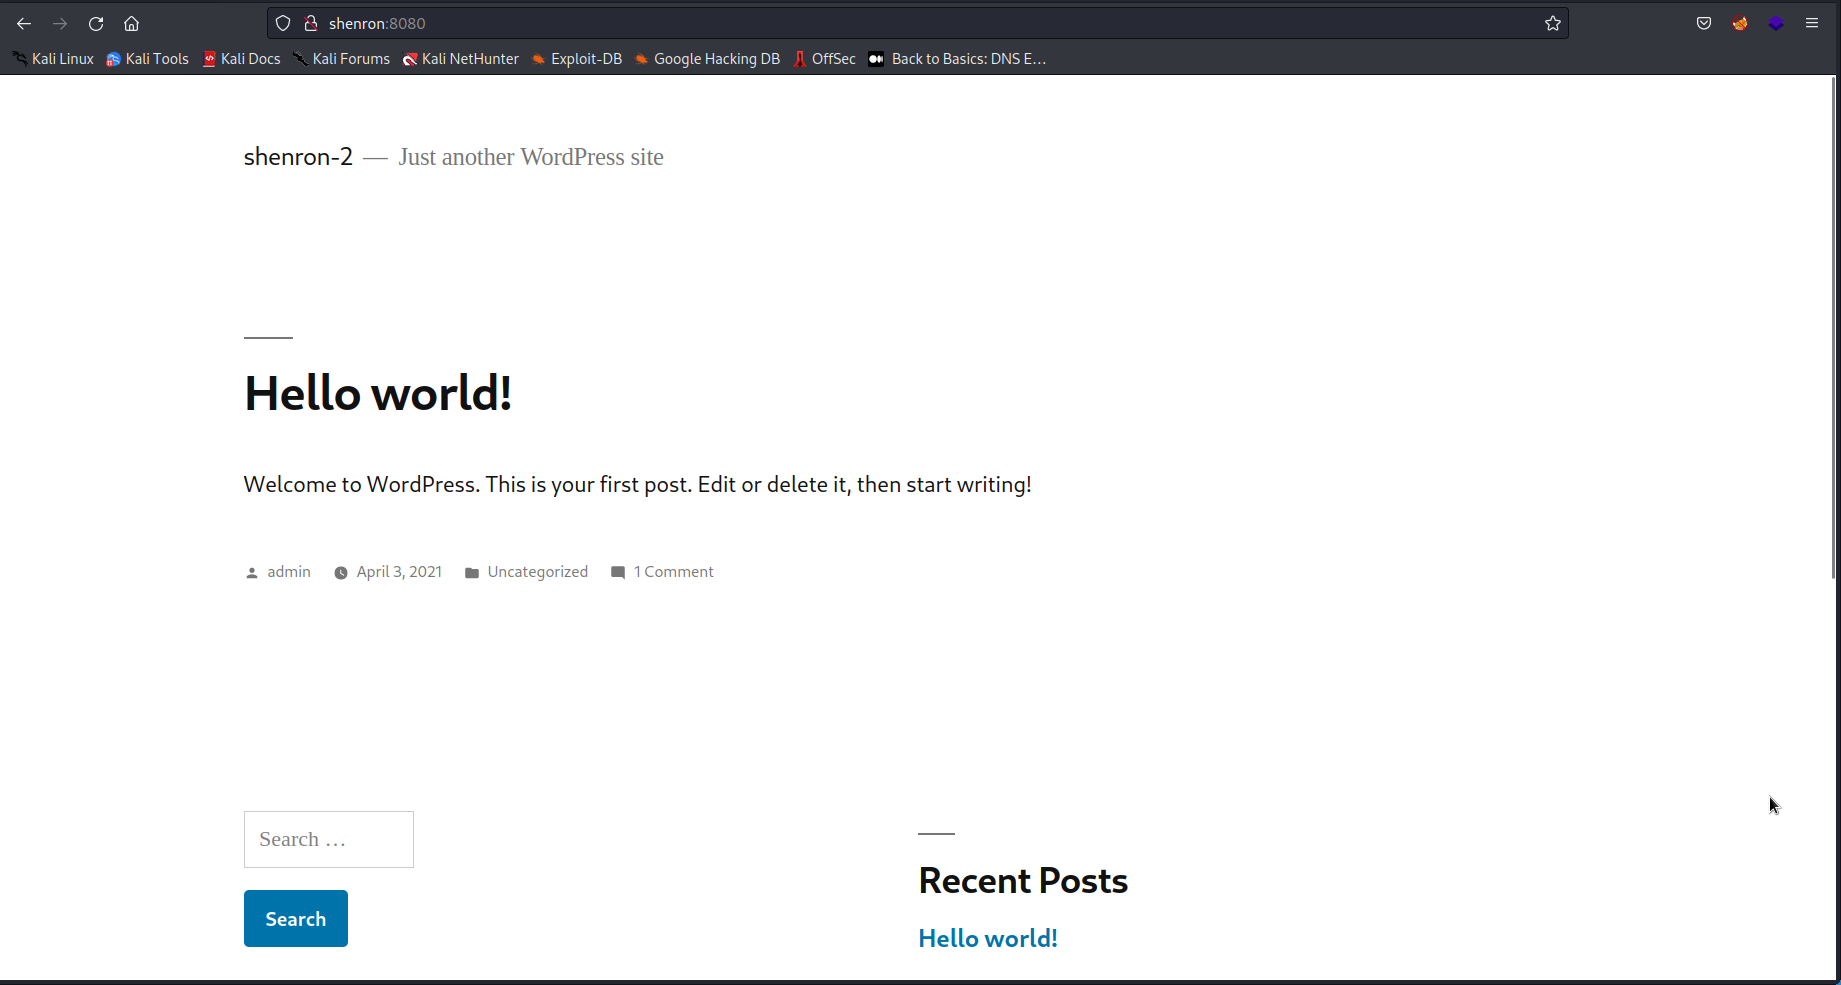 shenron:8080
Kali Linux Kali Tools Kali Docs Kali Forums Kali NetHunter Exploit-DB Google Hacking DB OffSec Back to Basics: DNS E…
shenron-2 — Just another WordPress site
Hello world!
Welcome to WordPress. This is your first post. Edit or delete it, then start writing!
admin April 3, 2021 Uncategorized 1 Comment
Search …
Search
Recent Posts
Hello world!